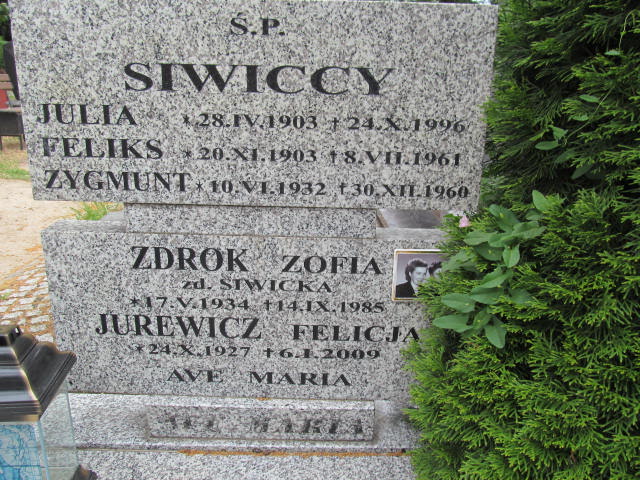 Ś.P.
SIWICCY
JULIA *28.IV.1903 †24.X.1996
FELIKS *20.XI.1903 †8.VII.1961
ZYGMUNT *10.VI.1932 †30.XII.1960
ZDROK ZOFIA
zd. SIWICKA
*17.V.1934 †14.IX.1985
JUREWICZ FELICJA
*24.X.1927 †6.I.2009
AVE MARIA
AVE MARIA